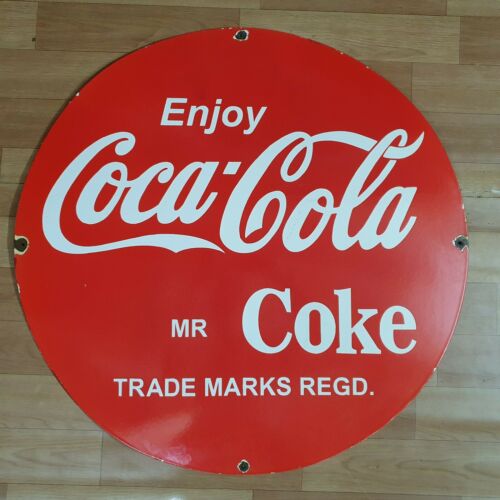 Enjoy
Coca-Cola
MR Coke
TRADE MARKS REGD.